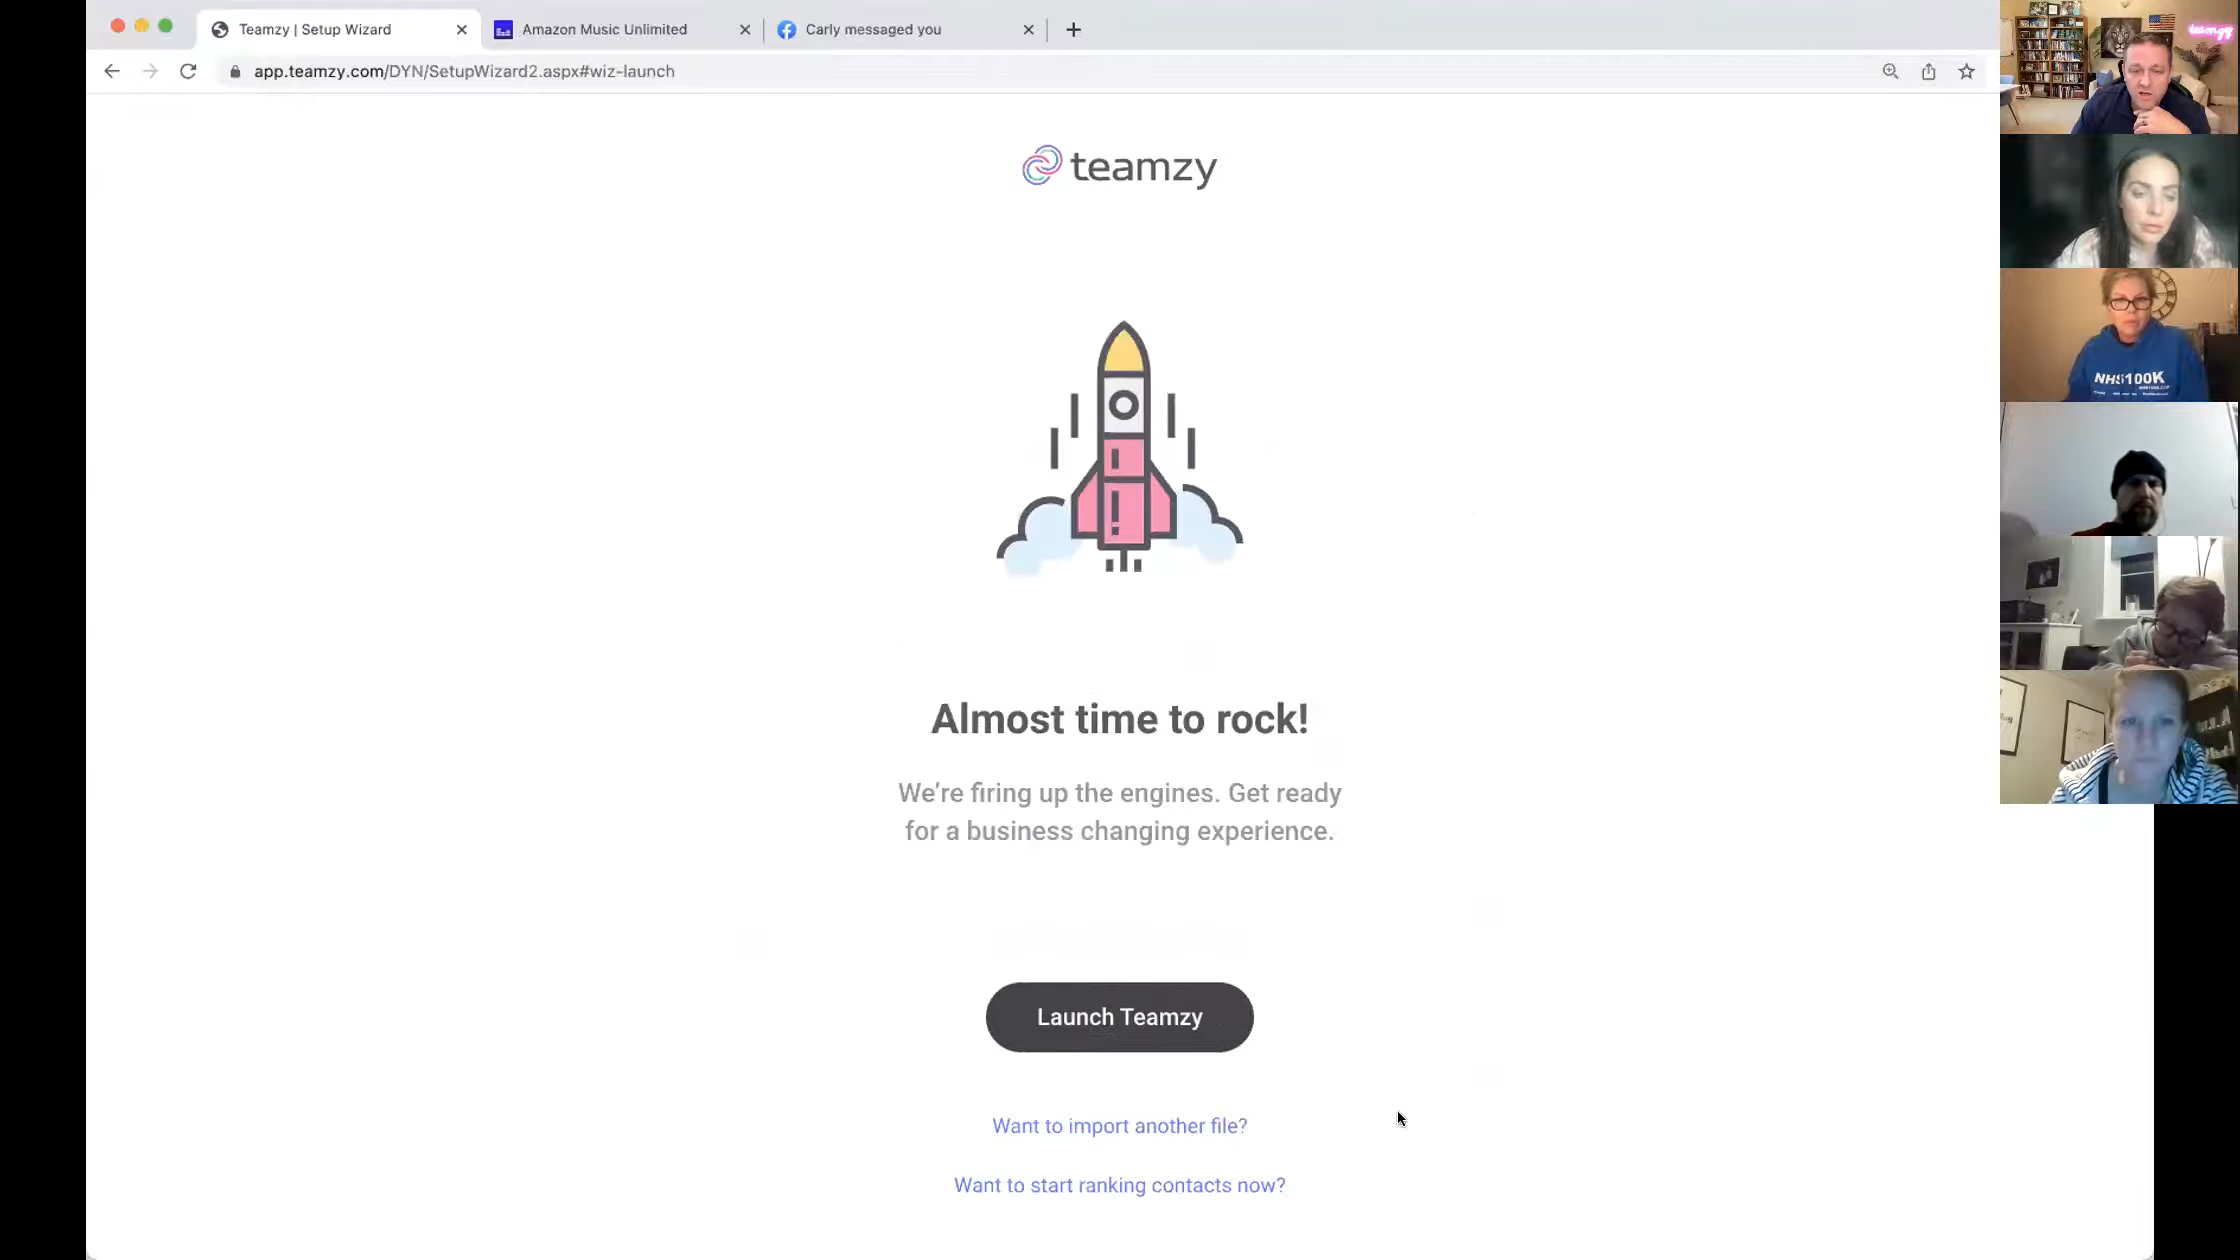 Teamzy | Setup Wizard
Amazon Music Unlimited
Carly messaged you
app.teamzy.com/DYN/SetupWizard2.aspx#wiz-launch
teamzy
teamzy
NHS100K
Almost time to rock!
We’re firing up the engines. Get ready
for a business changing experience.
Launch Teamzy
Want to import another file?
Want to start ranking contacts now?